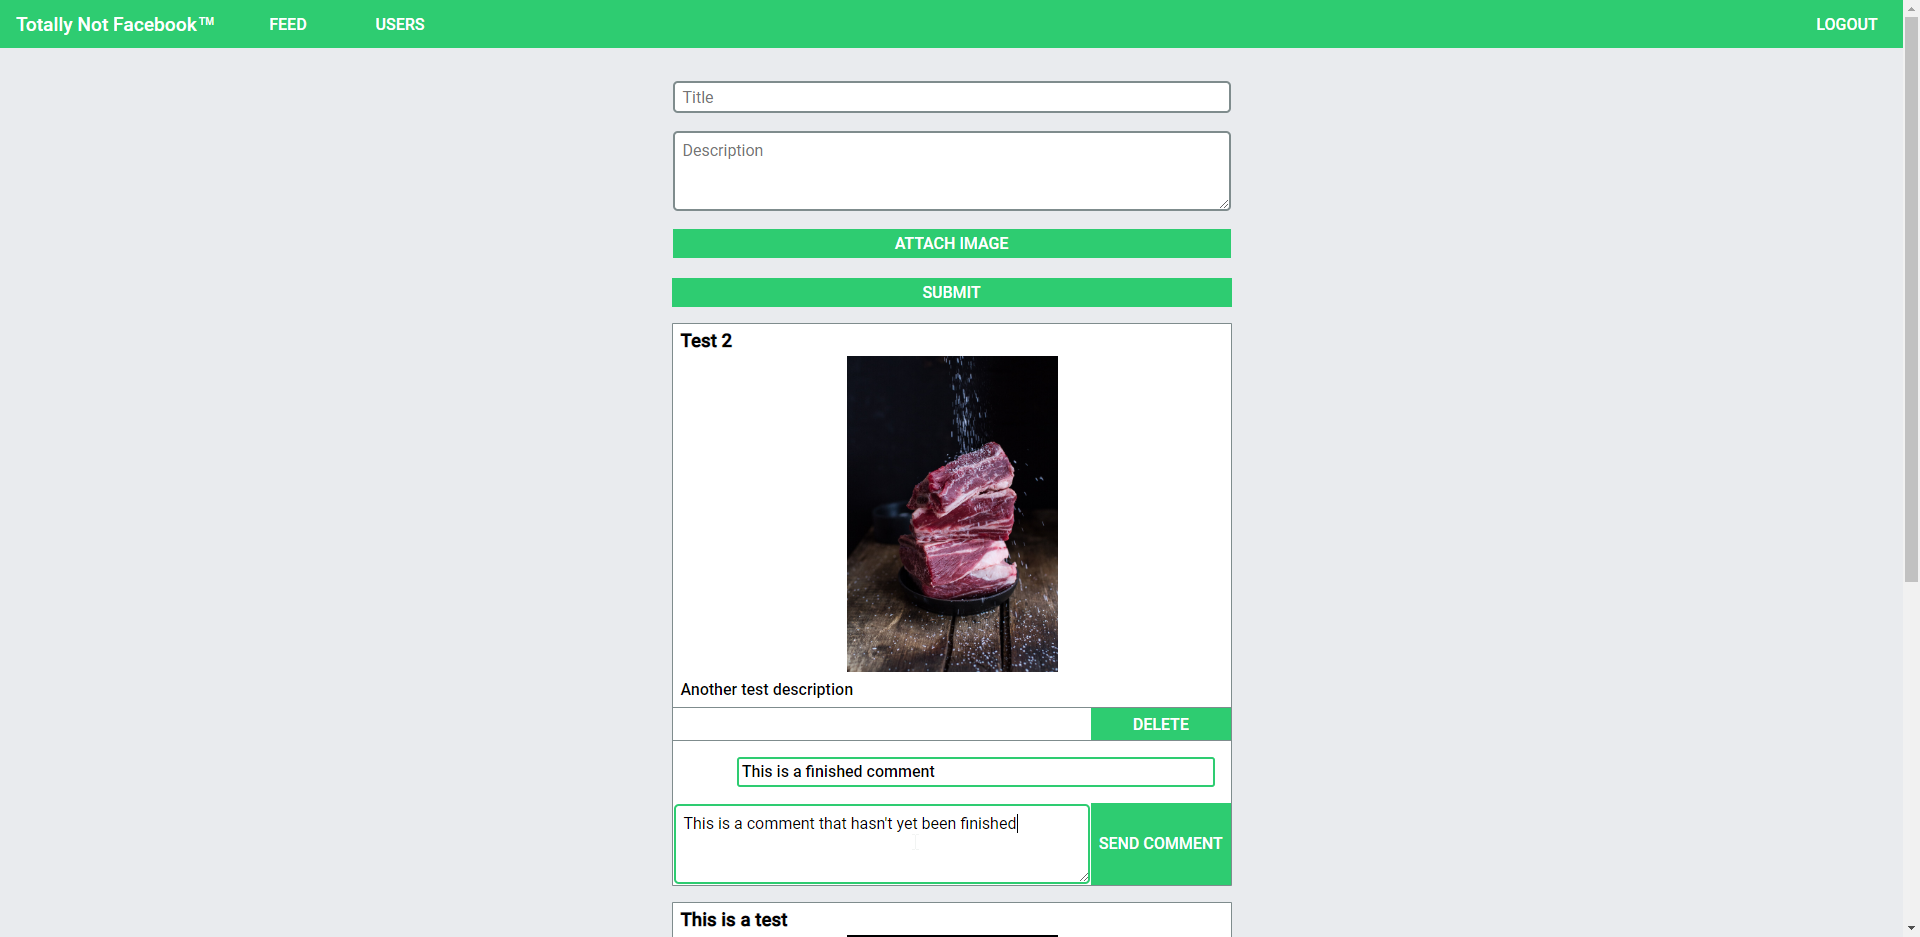 Totally Not Facebook™ FEED USERS LOGOUT
Title
Description
ATTACH IMAGE
SUBMIT
Test 2
Another test description
DELETE
This is a finished comment
This is a comment that hasn't yet been finished
SEND COMMENT
This is a test